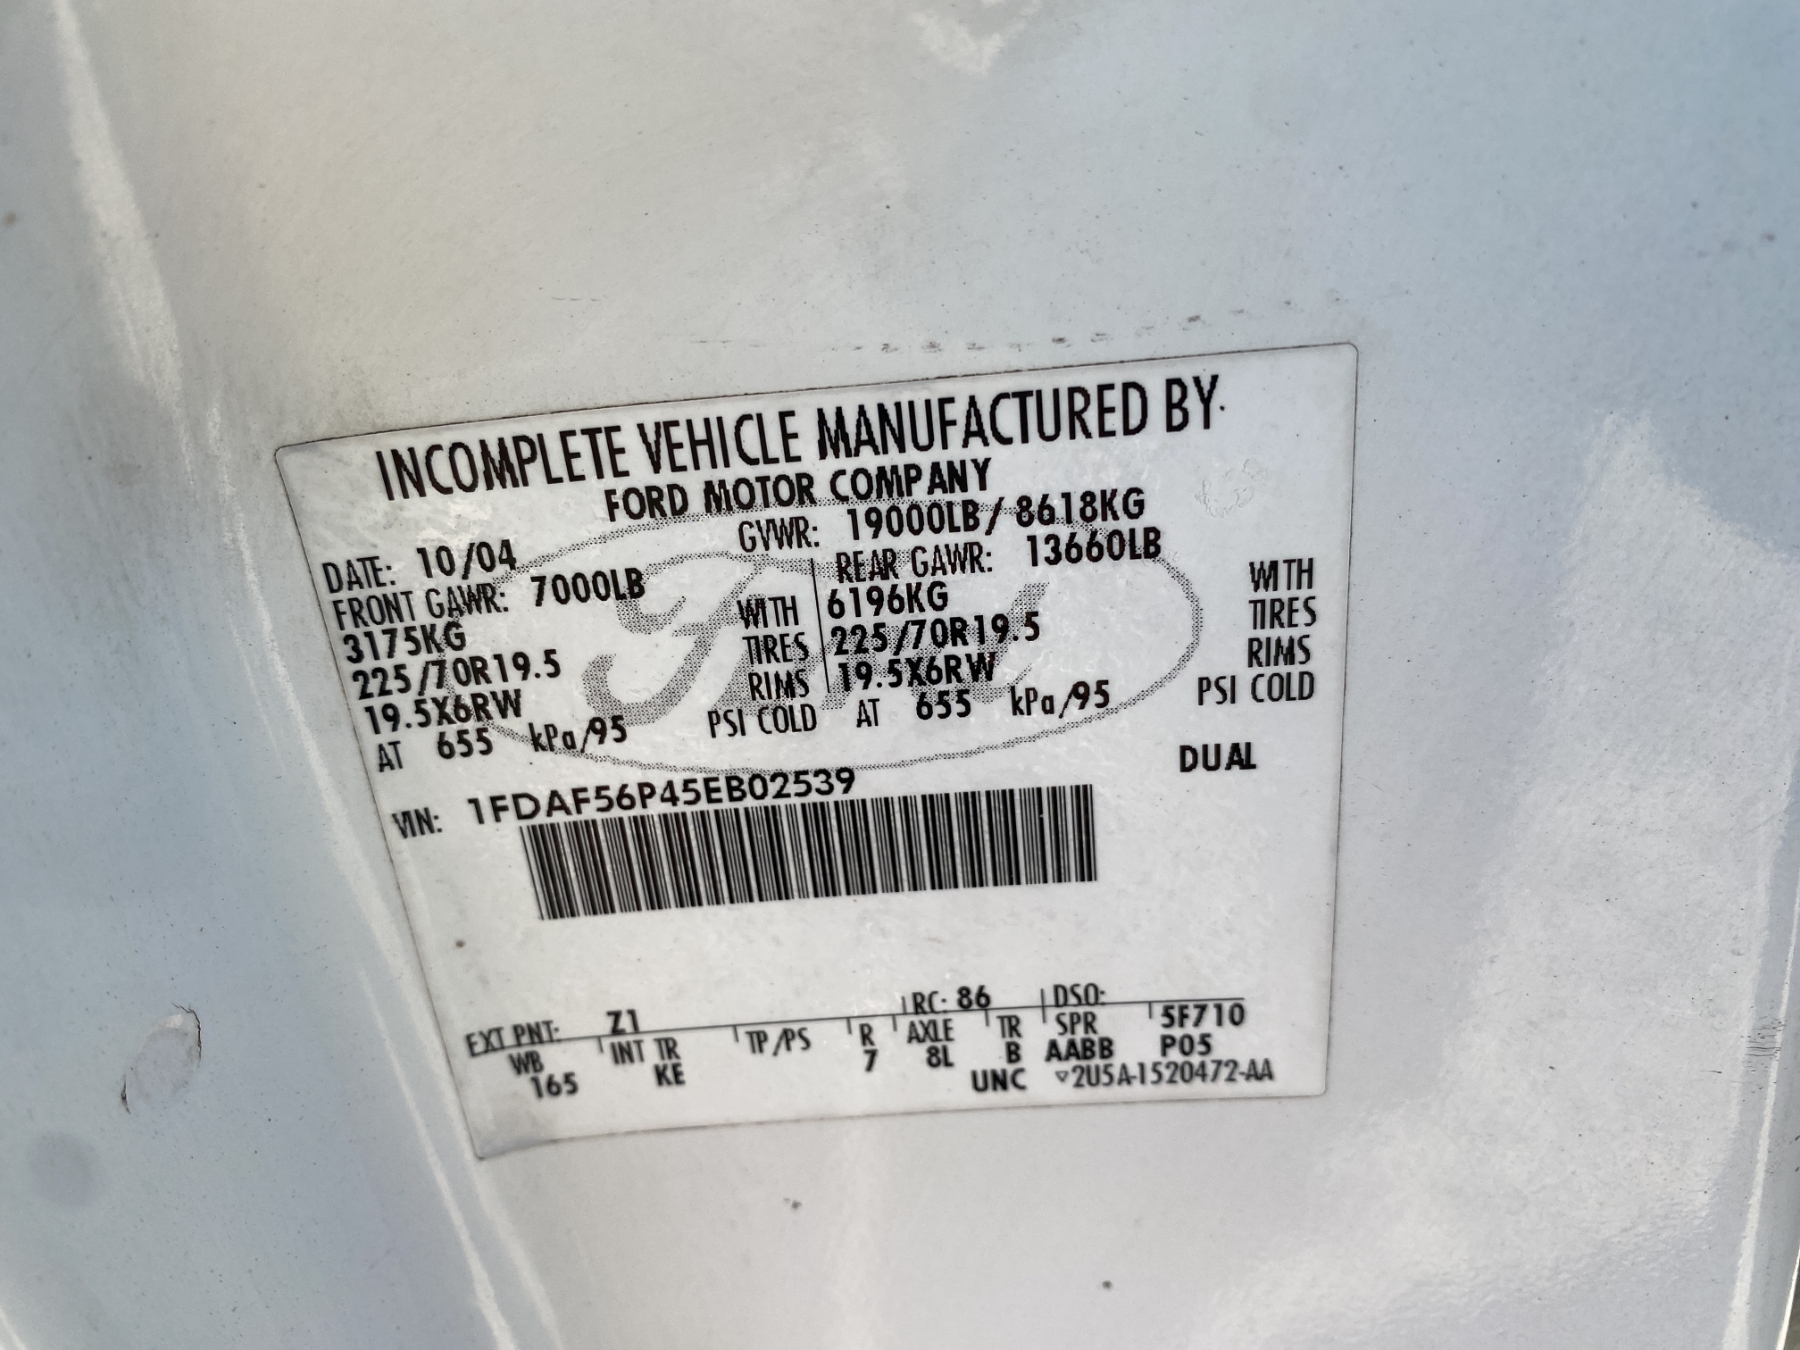 INCOMPLETE VEHICLE MANUFACTURED BY
FORD MOTOR COMPANY
DATE: 10/04 GVWR: 19000LB/ 8618KG
FRONT GAWR: 7000LB REAR GAWR: 13660LB
3175KG WITH 6196KG WITH
225/70R19.5 TIRES 225/70R19.5 TIRES
19.5X6RW RIMS 19.5X6RW RIMS
AT 655 kPa/95 PSI COLD AT 655 kPa/95 PSI COLD
VIN: 1FDAF56P45EB02539 DUAL
EXT PNT: Z1 RC: 86 DSO:
WB INT TR TP/PS R AXLE TR SPR 5F710
165 KE 7 8L B AABB P05
UNC ▽2U5A-1520472-AA